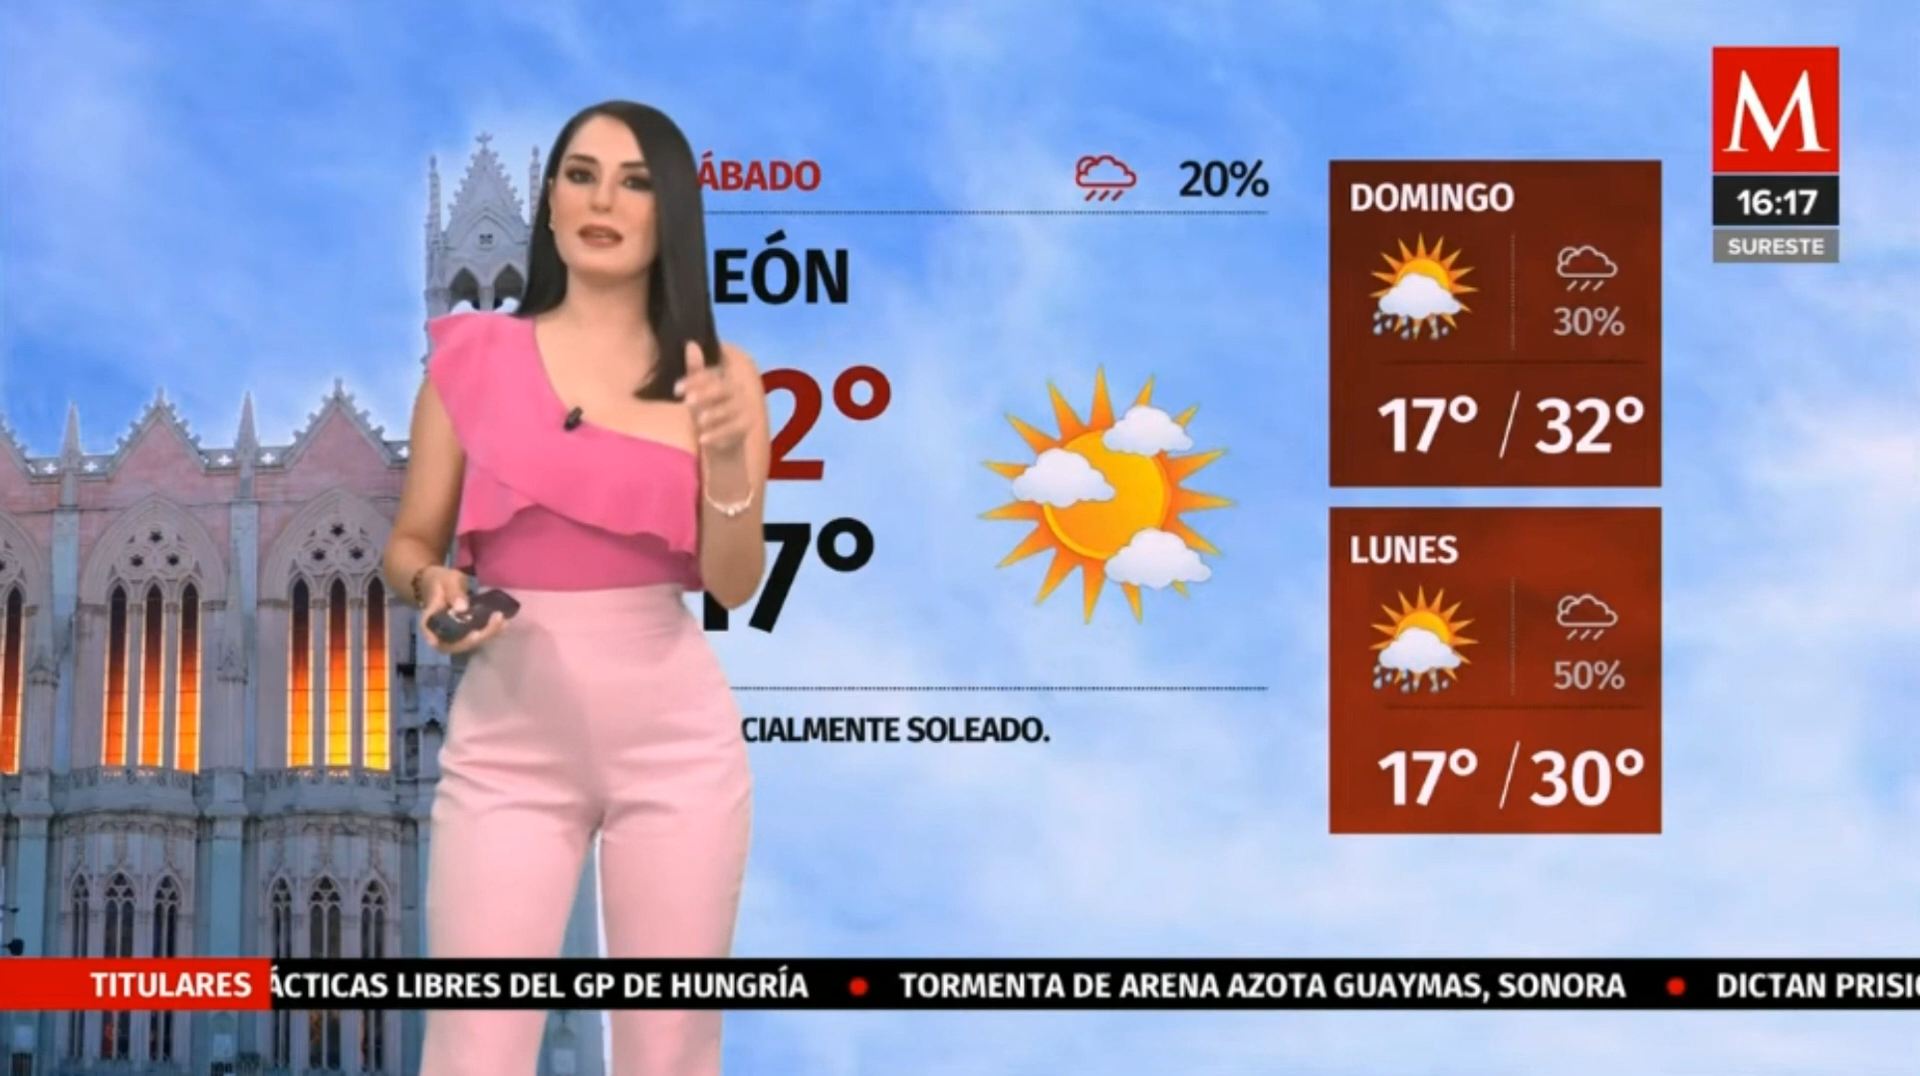 ÁBADO
20%
EÓN
2°
17°
CIALMENTE SOLEADO.
DOMINGO
30%
17° / 32°
LUNES
50%
17° / 30°
M
16:17
SURESTE
TITULARES ÁCTICAS LIBRES DEL GP DE HUNGRÍA • TORMENTA DE ARENA AZOTA GUAYMAS, SONORA • DICTAN PRISIO